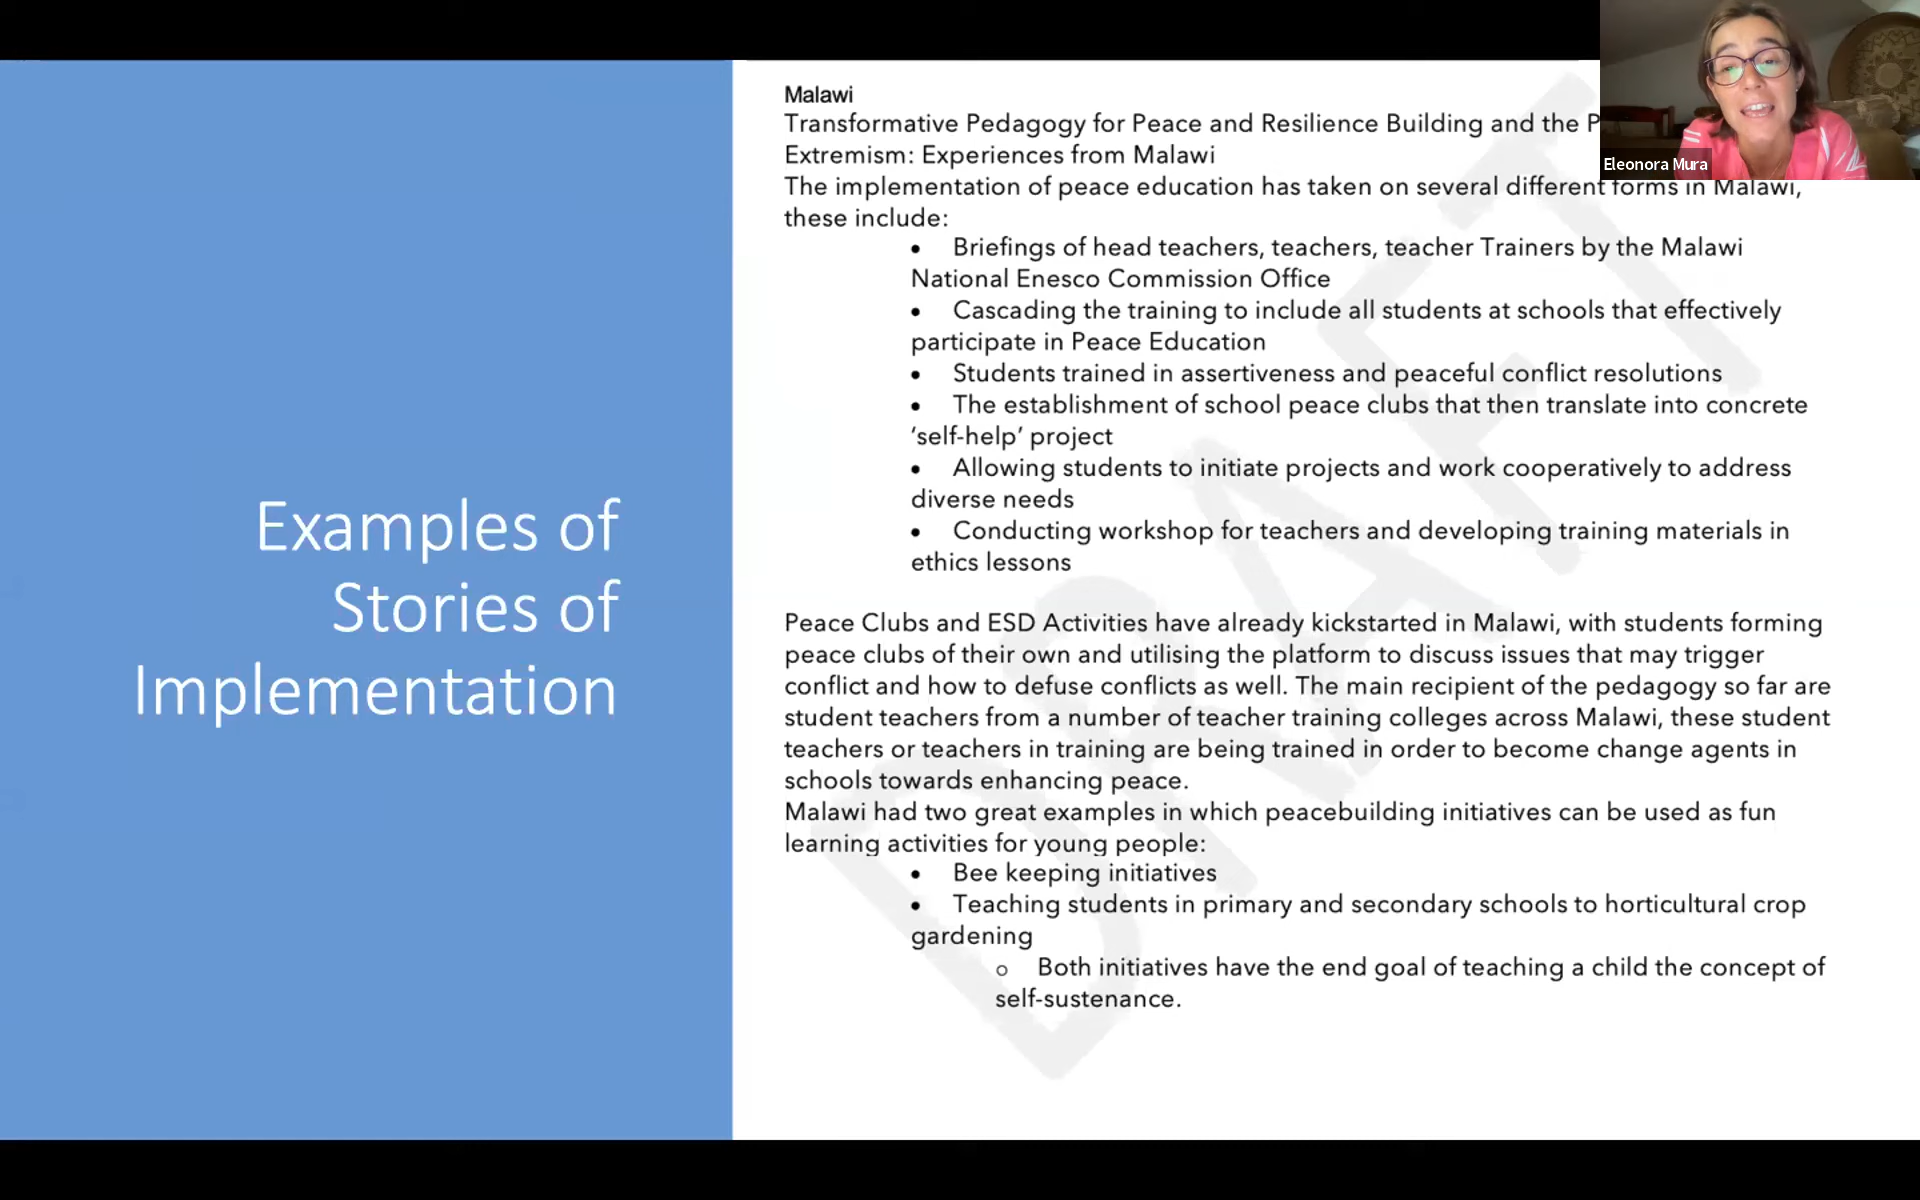 Examples of
Stories of
Implementation
Malawi
Transformative Pedagogy for Peace and Resilience Building and the P
Extremism: Experiences from Malawi
The implementation of peace education has taken on several different forms in Malawi,
these include:
• Briefings of head teachers, teachers, teacher Trainers by the Malawi
National Enesco Commission Office
• Cascading the training to include all students at schools that effectively
participate in Peace Education
• Students trained in assertiveness and peaceful conflict resolutions
• The establishment of school peace clubs that then translate into concrete
‘self-help’ project
• Allowing students to initiate projects and work cooperatively to address
diverse needs
• Conducting workshop for teachers and developing training materials in
ethics lessons
Peace Clubs and ESD Activities have already kickstarted in Malawi, with students forming
peace clubs of their own and utilising the platform to discuss issues that may trigger
conflict and how to defuse conflicts as well. The main recipient of the pedagogy so far are
student teachers from a number of teacher training colleges across Malawi, these student
teachers or teachers in training are being trained in order to become change agents in
schools towards enhancing peace.
Malawi had two great examples in which peacebuilding initiatives can be used as fun
learning activities for young people:
• Bee keeping initiatives
• Teaching students in primary and secondary schools to horticultural crop
gardening
o Both initiatives have the end goal of teaching a child the concept of
self-sustenance.
DRAFT
Eleonora Mura